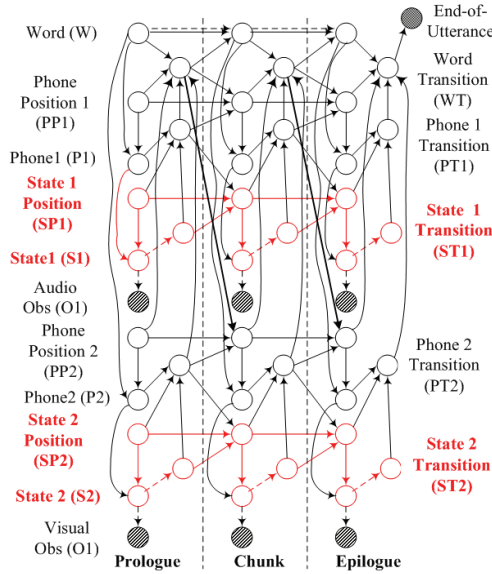 Word (W)
End-of-
Utterance
Phone
Position 1
(PP1)
Word
Transition
(WT)
Phone1 (P1)
Phone 1
Transition
(PT1)
State 1
Position
(SP1)
State 1
Transition
(ST1)
State1 (S1)
Audio
Obs (O1)
Phone
Position 2
(PP2)
Phone 2
Transition
(PT2)
Phone2 (P2)
State 2
Position
(SP2)
State 2
Transition
(ST2)
State 2 (S2)
Visual
Obs (O1)
Prologue
Chunk
Epilogue